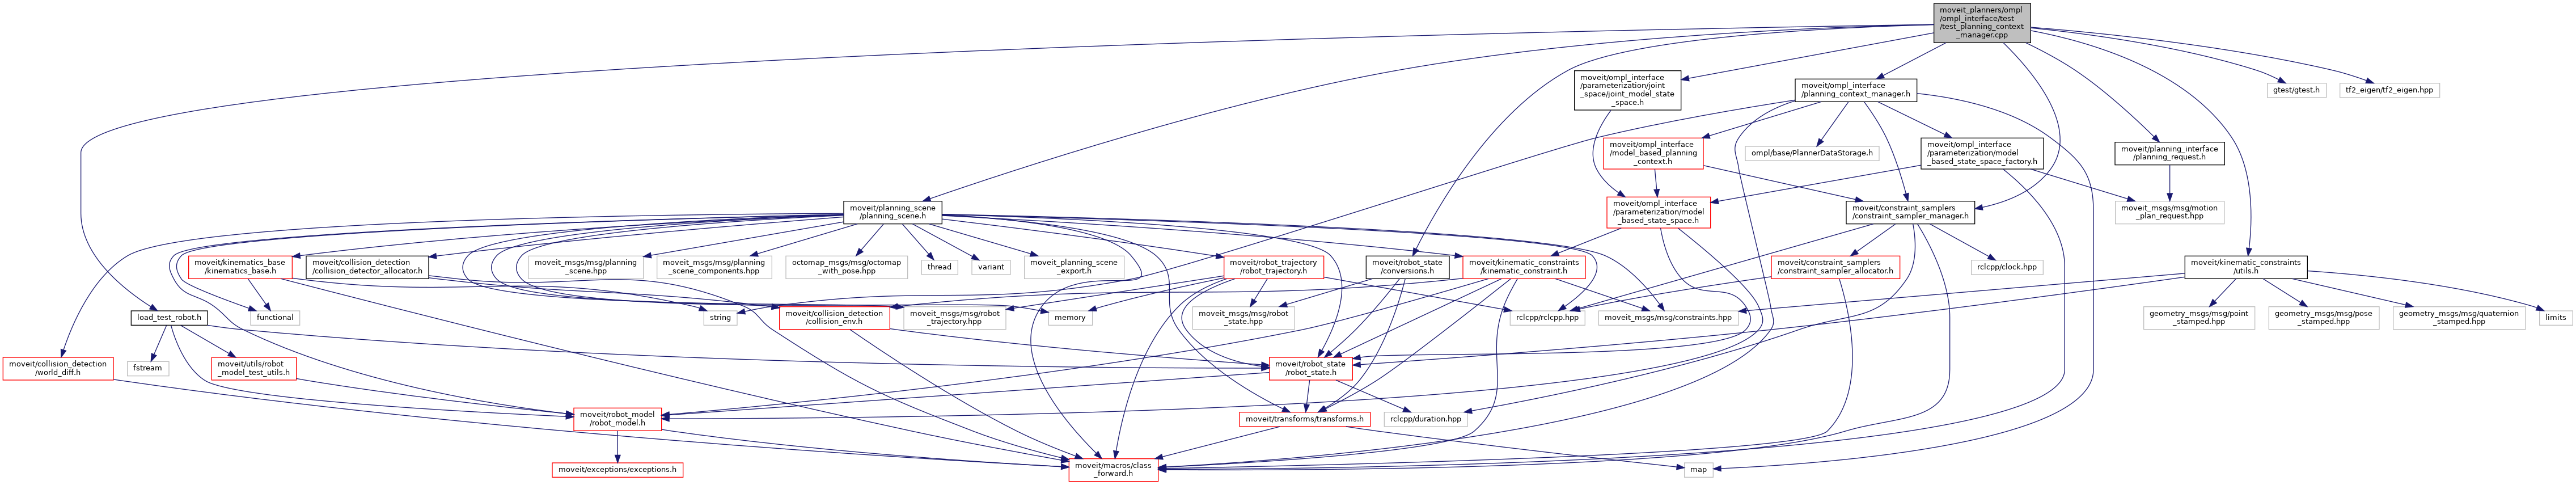 moveit_planners/ompl
/ompl_interface/test
/test_planning_context
_manager.cpp
moveit/ompl_interface
/parameterization/joint
_space/joint_model_state
_space.h
moveit/ompl_interface
/planning_context_manager.h
gtest/gtest.h
tf2_eigen/tf2_eigen.hpp
moveit/ompl_interface
/model_based_planning
_context.h
ompl/base/PlannerDataStorage.h
moveit/ompl_interface
/parameterization/model
_based_state_space_factory.h
moveit/planning_interface
/planning_request.h
moveit/planning_scene
/planning_scene.h
moveit/ompl_interface
/parameterization/model
_based_state_space.h
moveit/constraint_samplers
/constraint_sampler_manager.h
moveit_msgs/msg/motion
_plan_request.hpp
moveit/kinematics_base
/kinematics_base.h
moveit/collision_detection
/collision_detector_allocator.h
moveit_msgs/msg/planning
_scene.hpp
moveit_msgs/msg/planning
_scene_components.hpp
octomap_msgs/msg/octomap
_with_pose.hpp
thread
variant
moveit_planning_scene
_export.h
moveit/robot_trajectory
/robot_trajectory.h
moveit/robot_state
/conversions.h
moveit/kinematic_constraints
/kinematic_constraint.h
moveit/constraint_samplers
/constraint_sampler_allocator.h
rclcpp/clock.hpp
moveit/kinematic_constraints
/utils.h
load_test_robot.h
functional
string
moveit/collision_detection
/collision_env.h
moveit_msgs/msg/robot
_trajectory.hpp
memory
moveit_msgs/msg/robot
_state.hpp
rclcpp/rclcpp.hpp
moveit_msgs/msg/constraints.hpp
geometry_msgs/msg/point
_stamped.hpp
geometry_msgs/msg/pose
_stamped.hpp
geometry_msgs/msg/quaternion
_stamped.hpp
limits
moveit/collision_detection
/world_diff.h
fstream
moveit/utils/robot
_model_test_utils.h
moveit/robot_state
/robot_state.h
moveit/robot_model
/robot_model.h
moveit/transforms/transforms.h
rclcpp/duration.hpp
moveit/exceptions/exceptions.h
moveit/macros/class
_forward.h
map